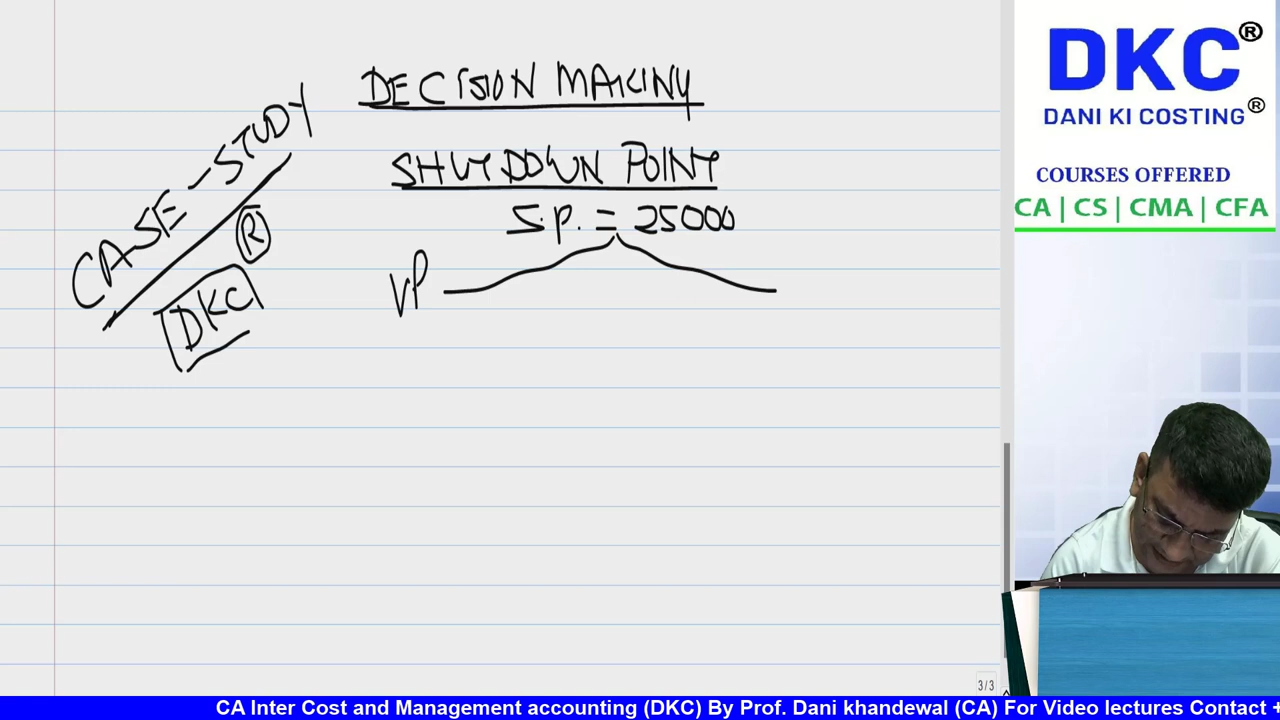 DECISION MAKING
SHUTDOWN POINT
S.P. = 25000
UP
CASE-STUDY
R
DKC
DKC®
DANI KI COSTING®
COURSES OFFERED
CA | CS | CMA | CFA
3/3
CA Inter Cost and Management accounting (DKC) By Prof. Dani khandewal (CA) For Video lectures Contact +